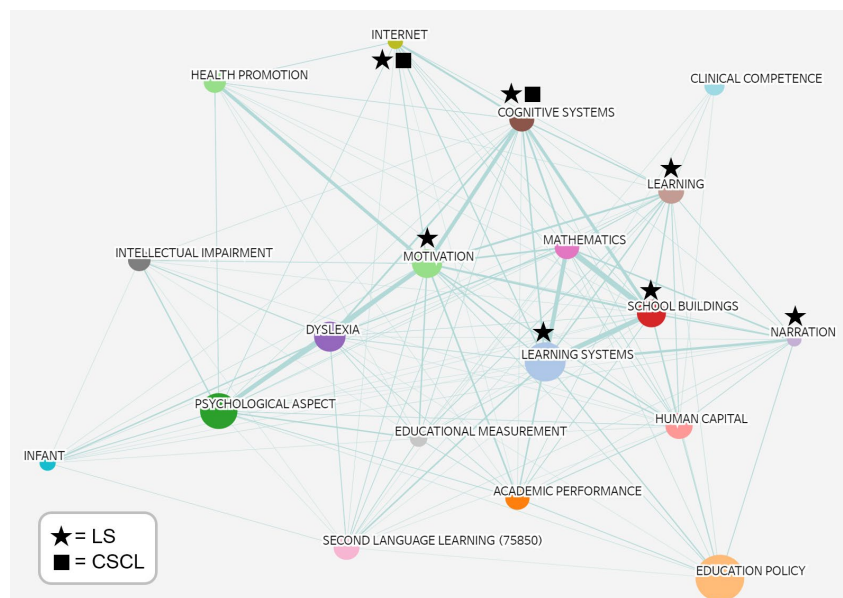 INTERNET
HEALTH PROMOTION
CLINICAL COMPETENCE
COGNITIVE SYSTEMS
LEARNING
MATHEMATICS
INTELLECTUAL IMPAIRMENT
MOTIVATION
SCHOOL BUILDINGS
DYSLEXIA
NARRATION
LEARNING SYSTEMS
PSYCHOLOGICAL ASPECT
HUMAN CAPITAL
EDUCATIONAL MEASUREMENT
INFANT
ACADEMIC PERFORMANCE
SECOND LANGUAGE LEARNING (75850)
EDUCATION POLICY
= LS
= CSCL